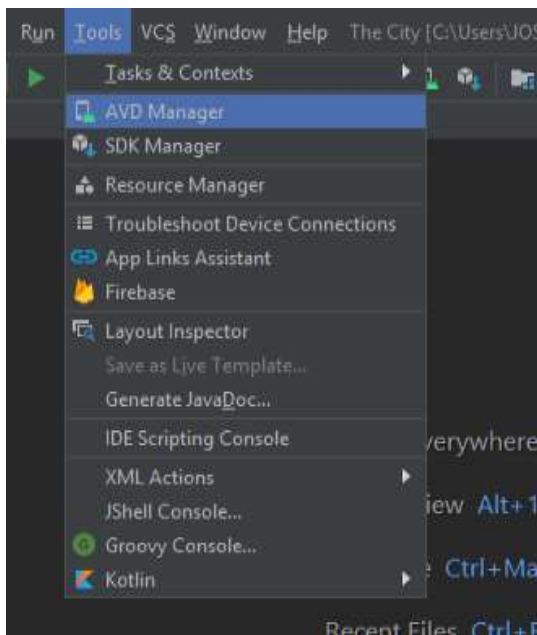 Run Tools VCS Window Help The City [C:\Users\JOS
Tasks & Contexts
AVD Manager
SDK Manager
Resource Manager
Troubleshoot Device Connections
App Links Assistant
Firebase
Layout Inspector
Save as Live Template...
Generate JavaDoc...
IDE Scripting Console
verywhere
XML Actions
iew Alt+1
JShell Console...
G Groovy Console...
Ctrl+Ma
Kotlin
Recent Files Ctrl+E